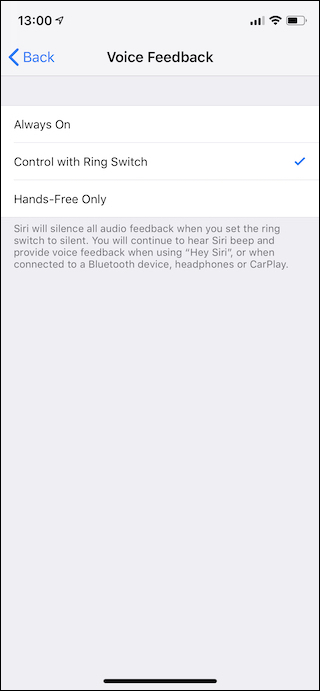 13:00
Back
Voice Feedback
Always On
Control with Ring Switch
Hands-Free Only
Siri will silence all audio feedback when you set the ring
switch to silent. You will continue to hear Siri beep and
provide voice feedback when using “Hey Siri”, or when
connected to a Bluetooth device, headphones or CarPlay.